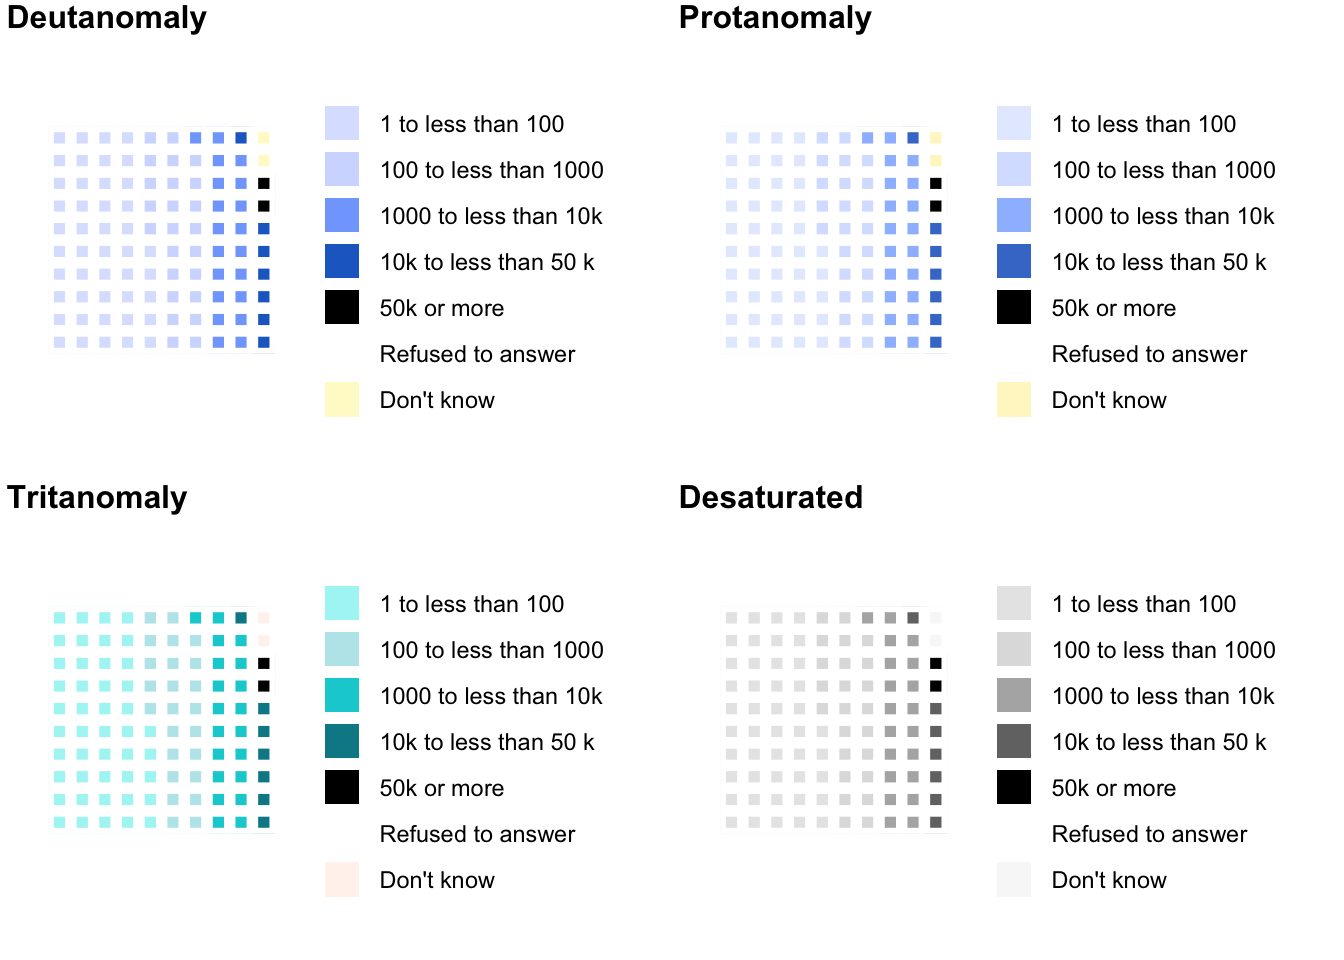 Deutanomaly
1 to less than 100
100 to less than 1000
1000 to less than 10k
10k to less than 50 k
50k or more
Refused to answer
Don't know
Protanomaly
1 to less than 100
100 to less than 1000
1000 to less than 10k
10k to less than 50 k
50k or more
Refused to answer
Don't know
Tritanomaly
1 to less than 100
100 to less than 1000
1000 to less than 10k
10k to less than 50 k
50k or more
Refused to answer
Don't know
Desaturated
1 to less than 100
100 to less than 1000
1000 to less than 10k
10k to less than 50 k
50k or more
Refused to answer
Don't know